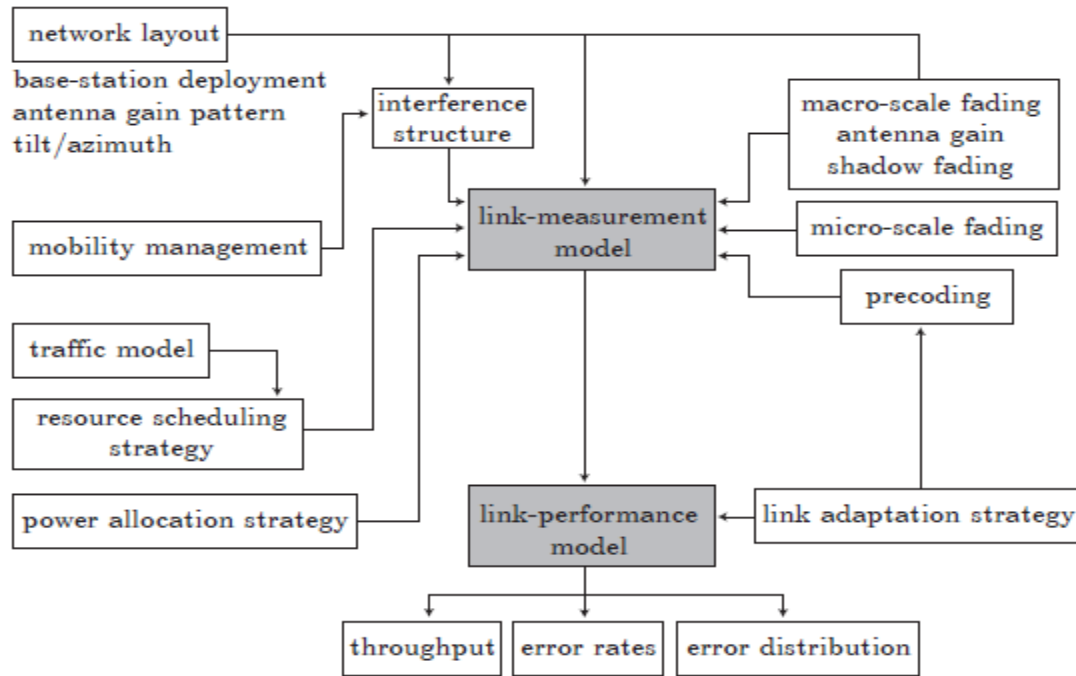 network layout
base-station deployment
antenna gain pattern
tilt/azimuth
interference
structure
macro-scale fading
antenna gain
shadow fading
mobility management
link-measurement
model
micro-scale fading
precoding
traffic model
resource scheduling
strategy
power allocation strategy
link-performance
model
link adaptation strategy
throughput
error rates
error distribution